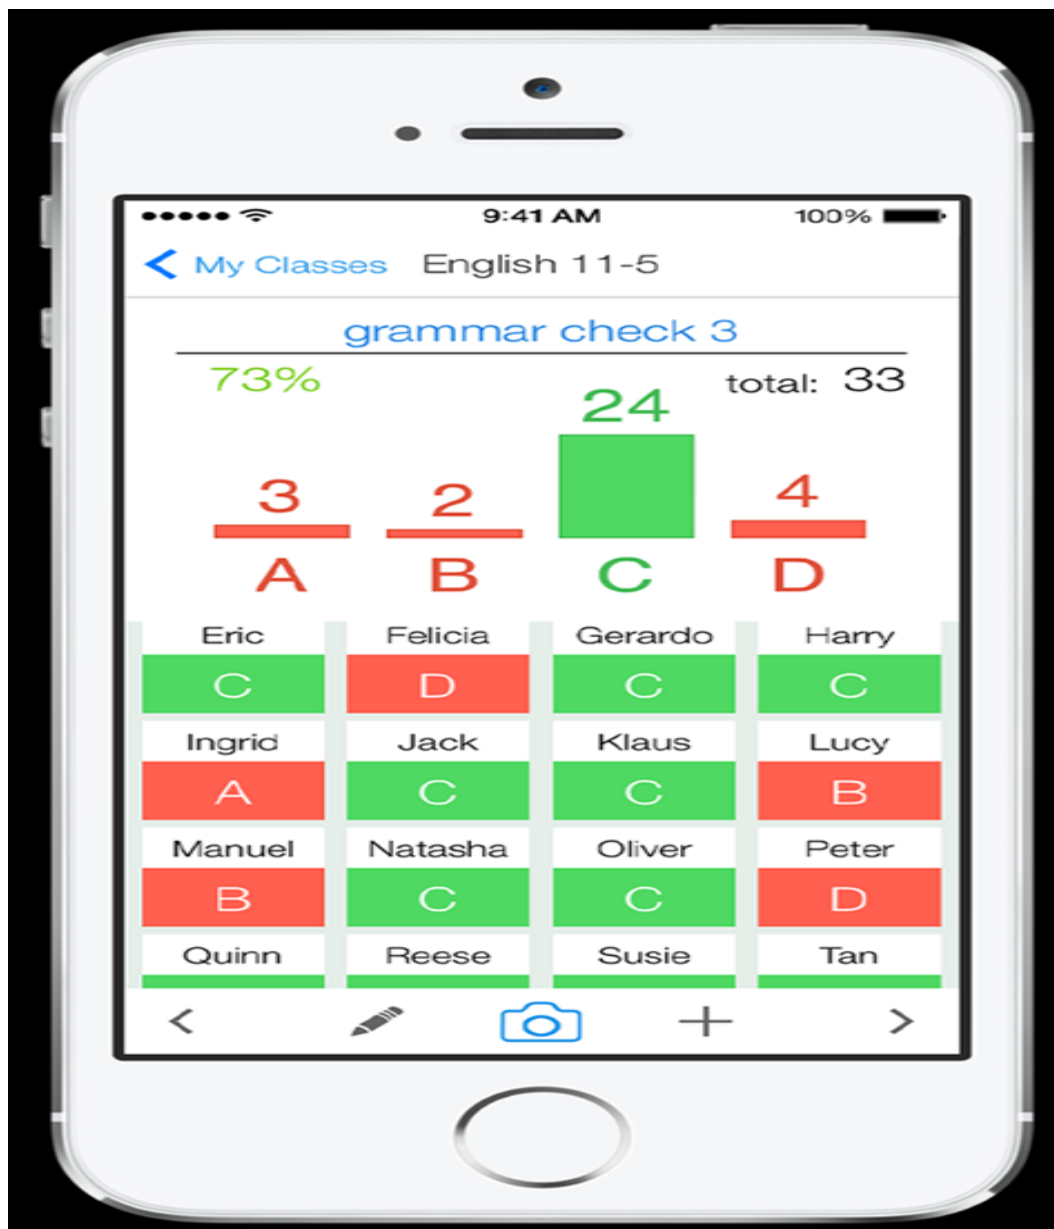 9:41 AM 100%
My Classes English 11-5
grammar check 3
73% total: 33
3 2 24 4
A B C D
Eric Felicia Gerardo Harry
C D C C
Ingrid Jack Klaus Lucy
A C C B
Manuel Natasha Oliver Peter
B C C D
Quinn Reese Susie Tan